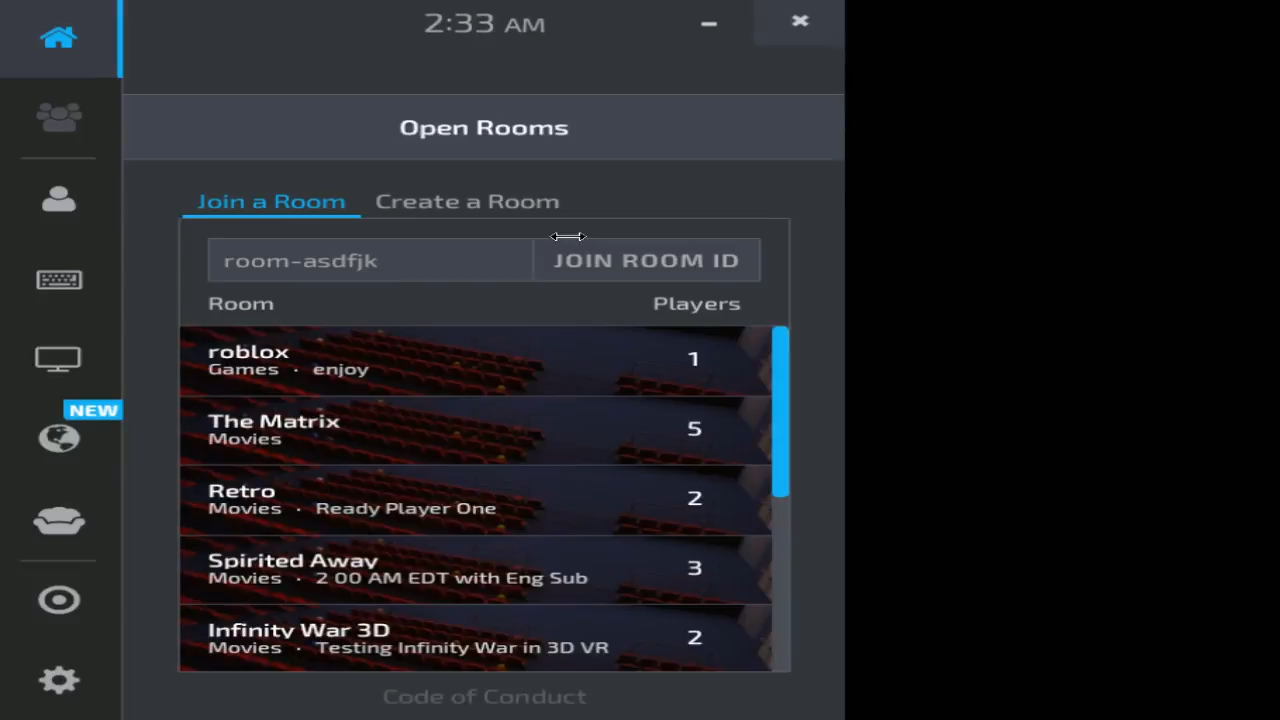 2:33 AM
Open Rooms
Join a Room Create a Room
room-asdfjk JOIN ROOM ID
Room Players
roblox
Games · enjoy
1
The Matrix
Movies
5
NEW
Retro
Movies · Ready Player One
2
Spirited Away
Movies · 2 00 AM EDT with Eng Sub
3
Infinity War 3D
Movies · Testing Infinity War in 3D VR
2
Code of Conduct